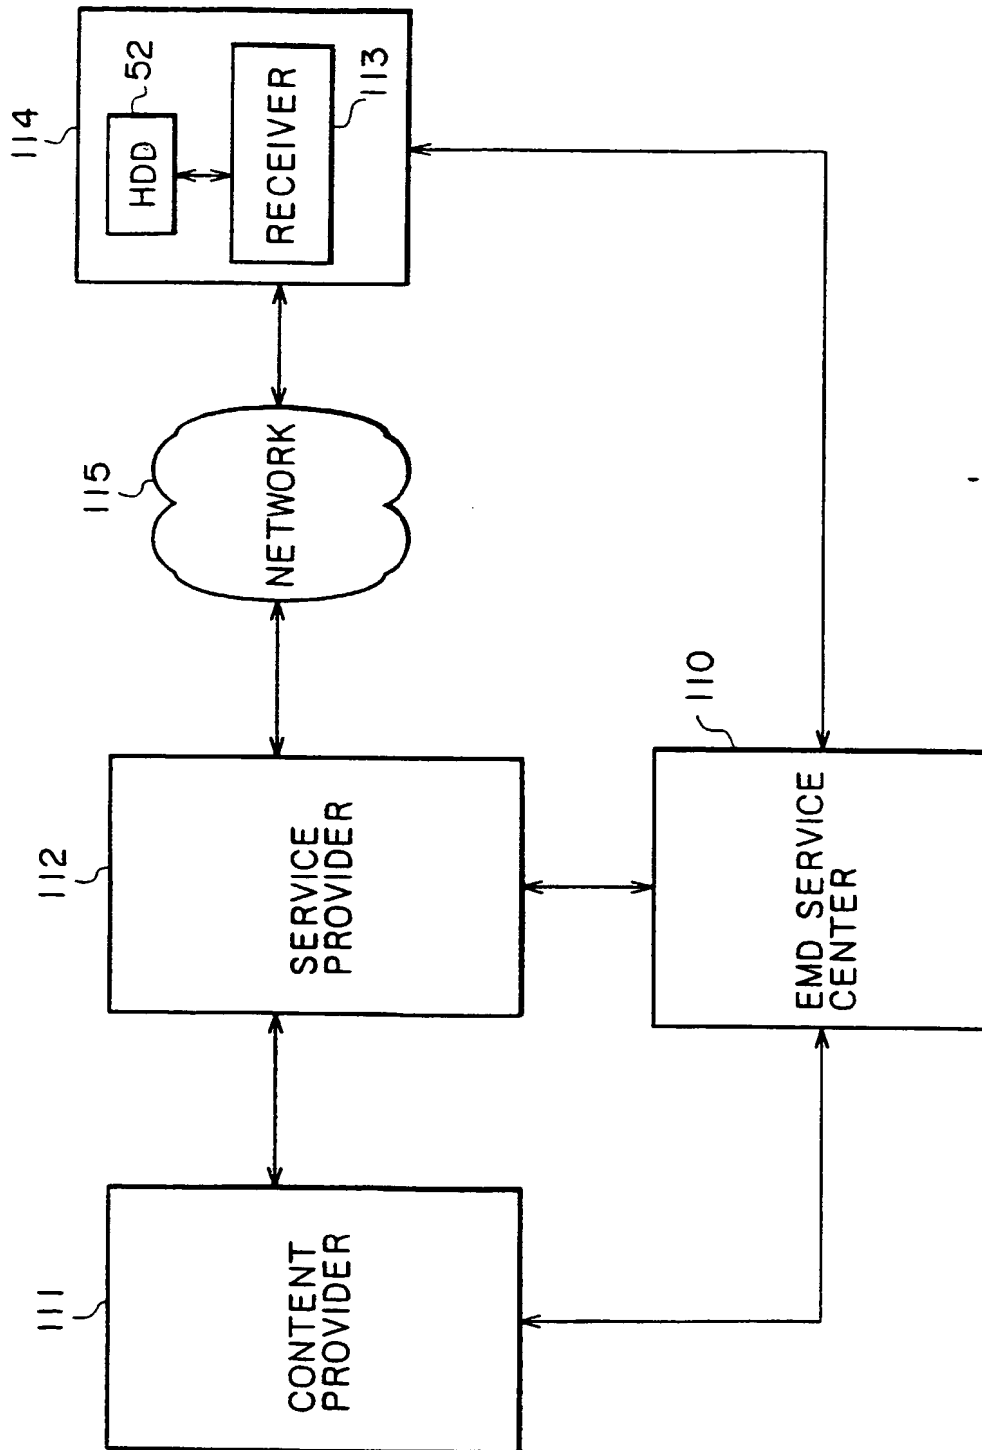 111
CONTENT
PROVIDER
112
SERVICE
PROVIDER
115
NETWORK
114
HDD
52
RECEIVER
113
110
EMD SERVICE
CENTER